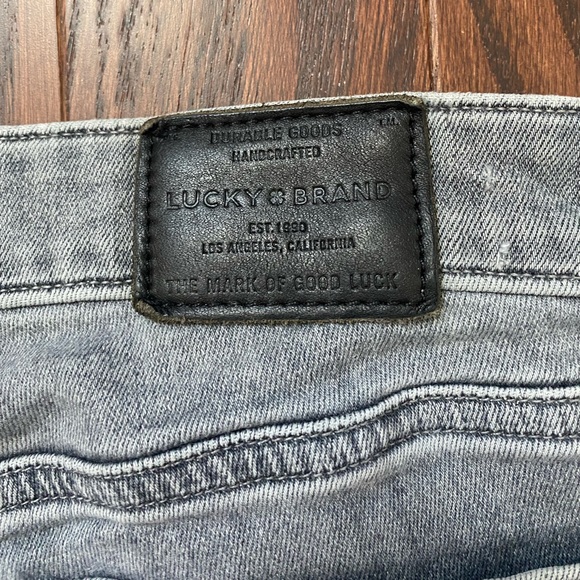 DURABLE GOODS ™
HANDCRAFTED
LUCKY BRAND
EST. 1990
LOS ANGELES, CALIFORNIA
THE MARK OF GOOD LUCK